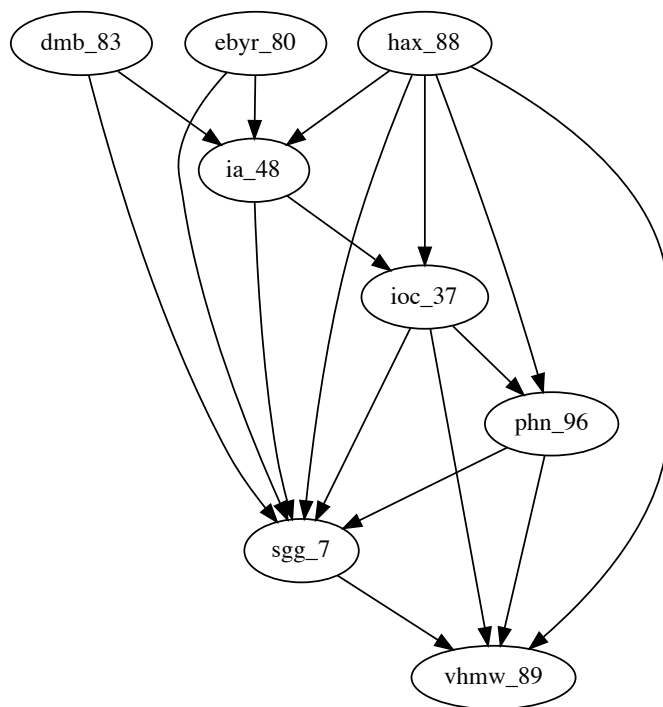 dmb_83 ebyr_80 hax_88
ia_48
ioc_37
phn_96
sgg_7
vhmw_89